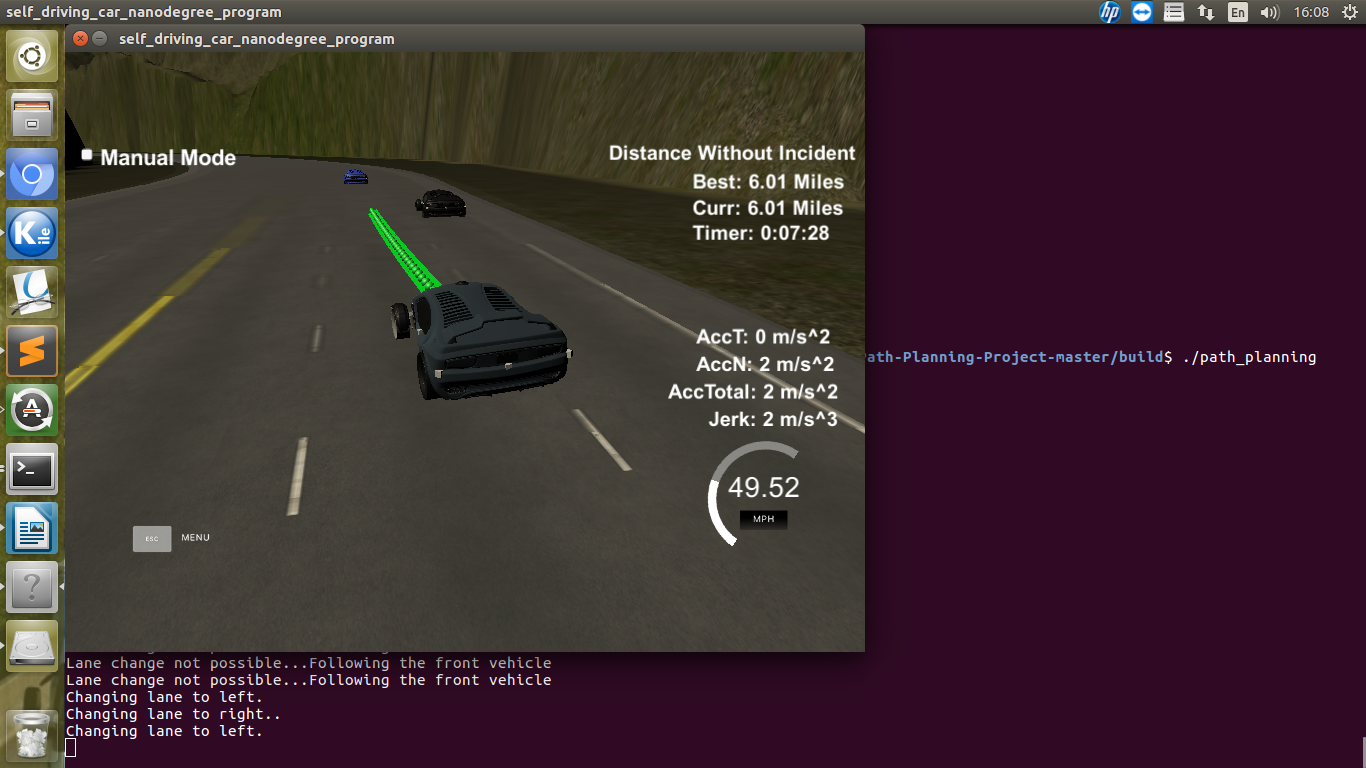 self_driving_car_nanodegree_program
hp
En
16:08
self_driving_car_nanodegree_program
Manual Mode
Distance Without Incident
Best: 6.01 Miles
Curr: 6.01 Miles
Timer: 0:07:28
AccT: 0 m/s^2
AccN: 2 m/s^2
AccTotal: 2 m/s^2
Jerk: 2 m/s^3
49.52
MPH
ESC
MENU
ath-Planning-Project-master/build$ ./path_planning
Lane change not possible...Following the front vehicle
Lane change not possible...Following the front vehicle
Changing lane to left.
Changing lane to right..
Changing lane to left.